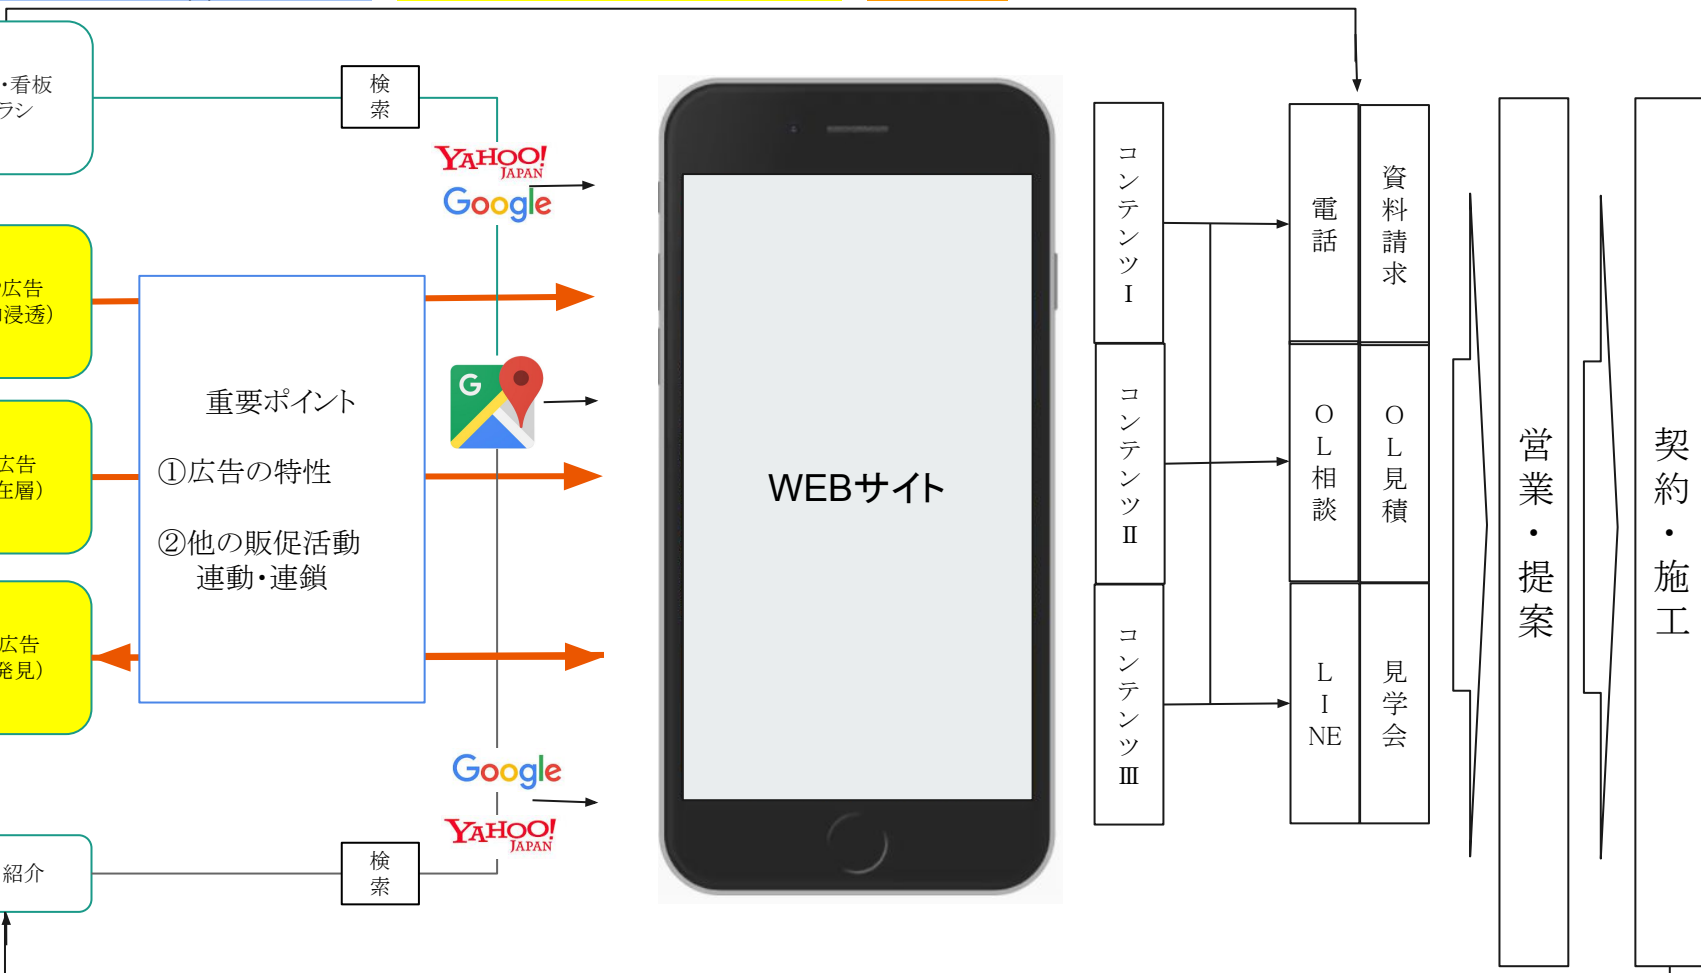 ・看板
ラシ
検
索
YAHOO!
JAPAN
Google
広告
浸透)
広告
在層)
広告
発見)
重要ポイント
①広告の特性
②他の販促活動
連動・連鎖
G
WEBサイト
Google
YAHOO!
JAPAN
紹介
検
索
コンテンツⅠ
コンテンツⅡ
コンテンツⅢ
電話
資料請求
OL相談
OL見積
LINE
見学会
営業・提案
契約・施工